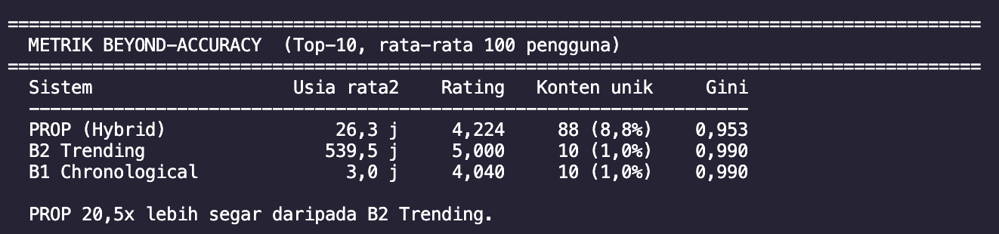 ==========================================================================================
METRIK BEYOND-ACCURACY (Top-10, rata-rata 100 pengguna)
==========================================================================================
Sistem Usia rata2 Rating Konten unik Gini
--------------------------------------------------------------------
PROP (Hybrid) 26,3 j 4,224 88 (8,8%) 0,953
B2 Trending 539,5 j 5,000 10 (1,0%) 0,990
B1 Chronological 3,0 j 4,040 10 (1,0%) 0,990
PROP 20,5x lebih segar daripada B2 Trending.